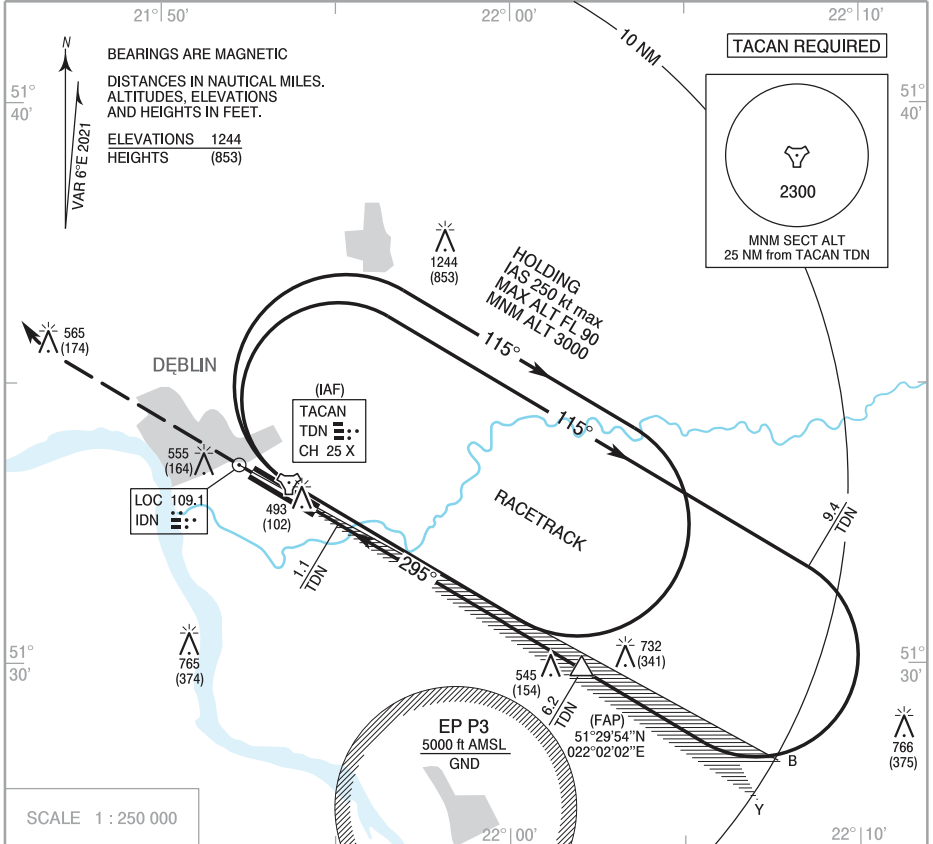 21°50'
22°00'
22°10'
N
VAR 6°E 2021
BEARINGS ARE MAGNETIC
DISTANCES IN NAUTICAL MILES.
ALTITUDES, ELEVATIONS
AND HEIGHTS IN FEET.
ELEVATIONS 1244
HEIGHTS (853)
10 NM
TACAN REQUIRED
51°
40'
51°
40'
2300
MNM SECT ALT
25 NM from TACAN TDN
1244
(853)
HOLDING
IAS 250 kt max
MAX ALT FL 90
MNM ALT 3000
115°
115°
565
(174)
DĘBLIN
(IAF)
TACAN
TDN
CH 25 X
555
(164)
LOC 109.1
IDN
493
(102)
1.1
TDN
295°
RACETRACK
9.4
TDN
765
(374)
51°
30'
51°
30'
732
(341)
545
(154)
6.2
TDN
(FAP)
51°29'54"N
022°02'02"E
766
(375)
B
Y
EP P3
5000 ft AMSL
GND
SCALE 1 : 250 000
22°00'
22°10'